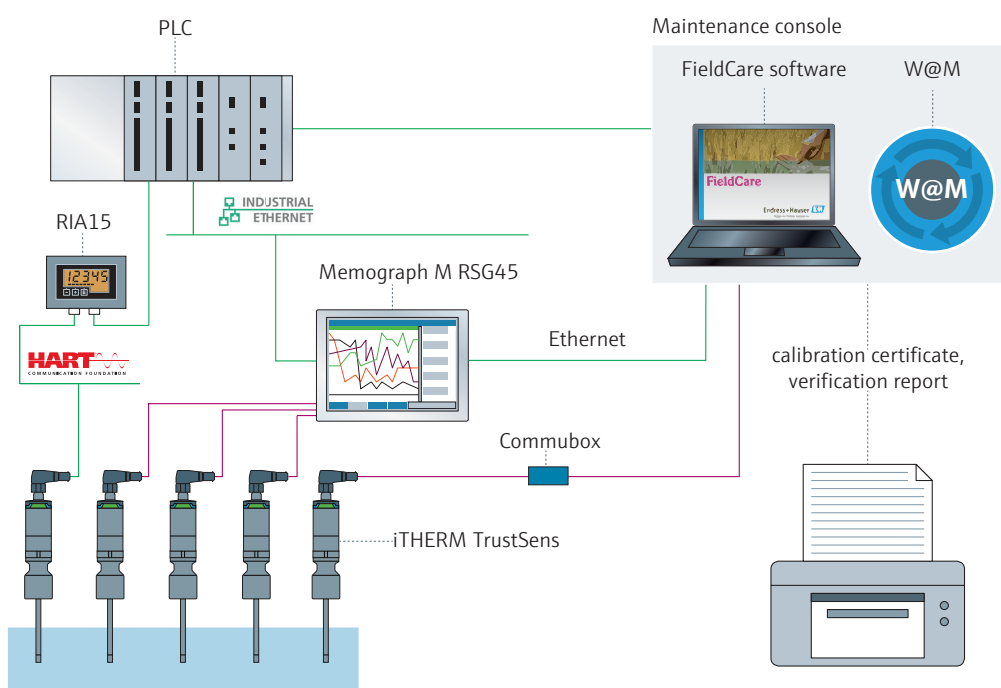 PLC
Maintenance console
FieldCare software
W@M
FieldCare
Endress+Hauser
EH
W@M
INDUSTRIAL
ETHERNET
RIA15
12345
Memograph M RSG45
Ethernet
HART
COMMUNICATION FOUNDATION
calibration certificate,
verification report
Commubox
iTHERM TrustSens